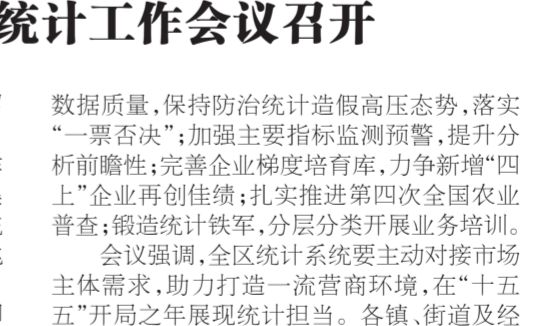 统计工作会议召开
数据质量,保持防治统计造假高压态势,落实
“一票否决”;加强主要指标监测预警,提升分
析前瞻性;完善企业梯度培育库,力争新增“四
上”企业再创佳绩;扎实推进第四次全国农业
普查;锻造统计铁军,分层分类开展业务培训。
会议强调,全区统计系统要主动对接市场
主体需求,助力打造一流营商环境,在“十五
五”开局之年展现统计担当。各镇、街道及经